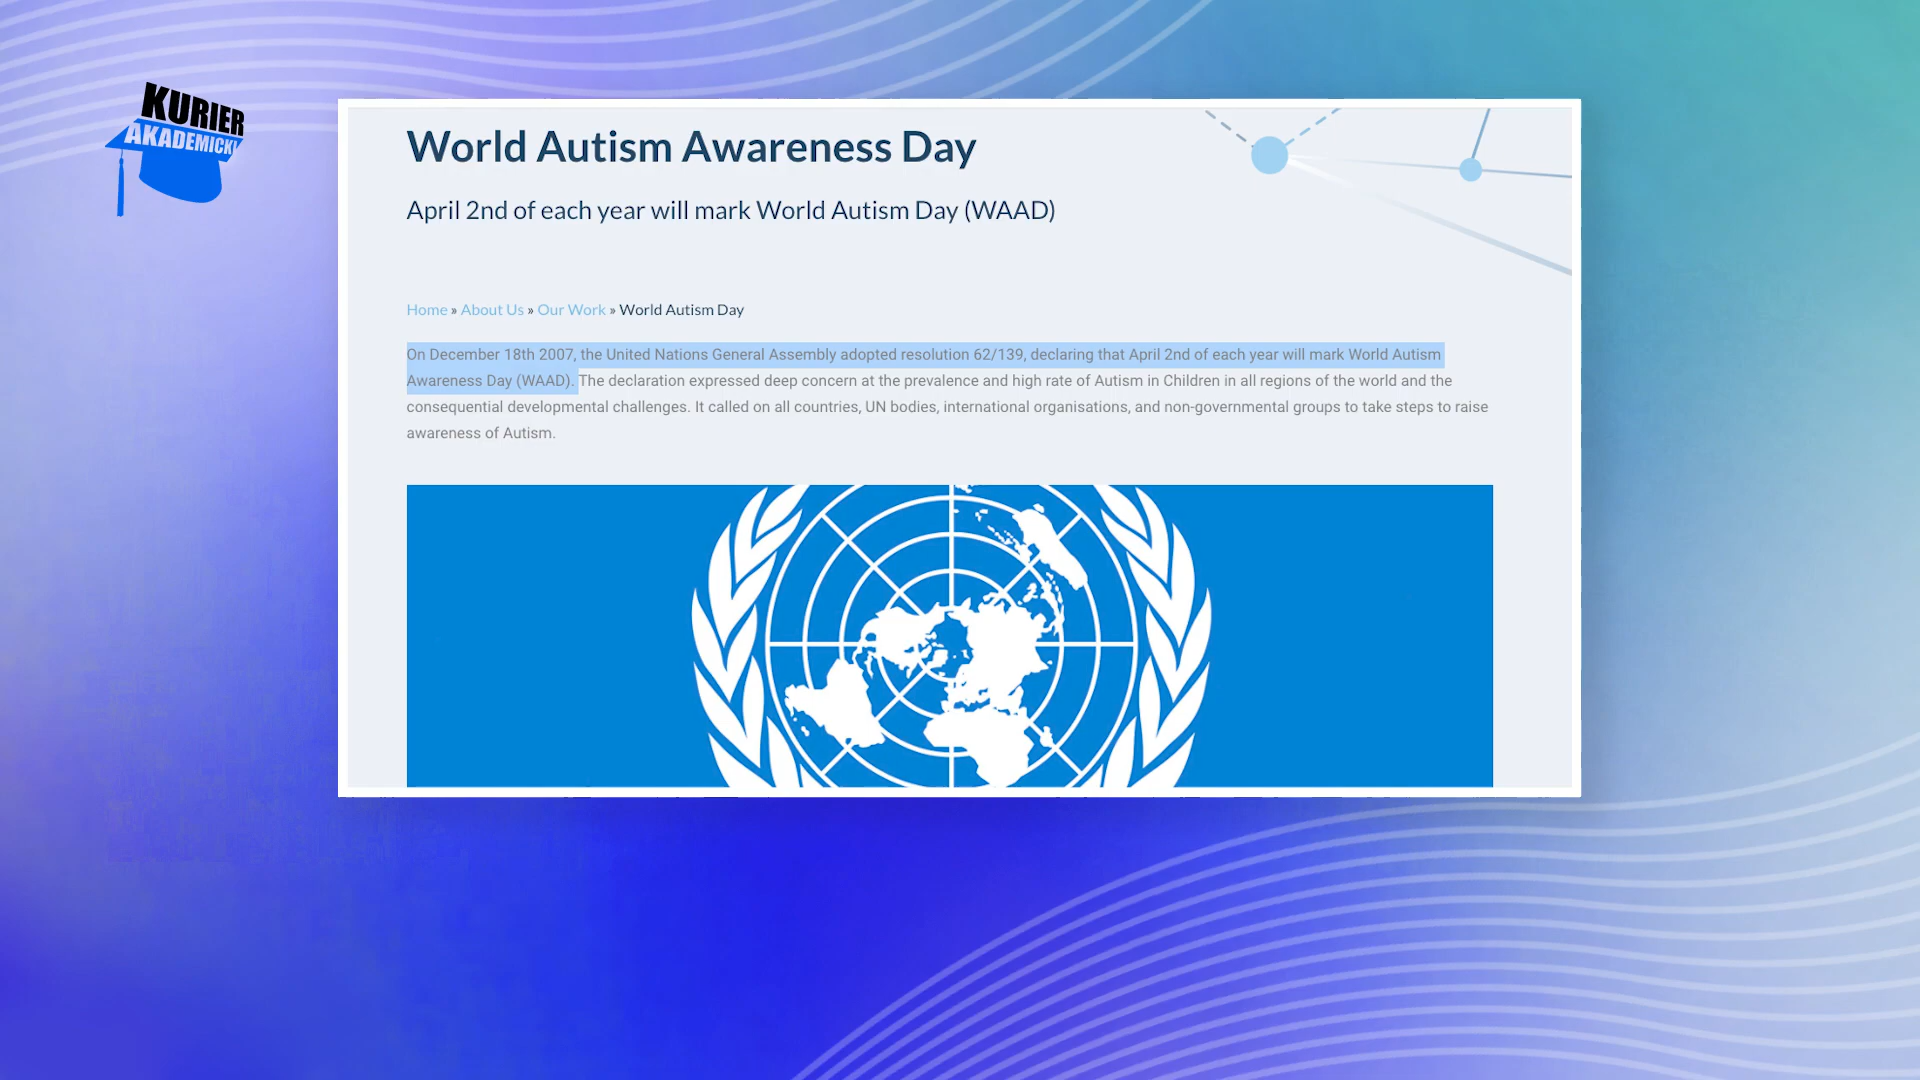 KURIER
AKADEMICKI
World Autism Awareness Day
April 2nd of each year will mark World Autism Day (WAAD)
Home » About Us » Our Work » World Autism Day
On December 18th 2007, the United Nations General Assembly adopted resolution 62/139, declaring that April 2nd of each year will mark World Autism
Awareness Day (WAAD). The declaration expressed deep concern at the prevalence and high rate of Autism in Children in all regions of the world and the
consequential developmental challenges. It called on all countries, UN bodies, international organisations, and non-governmental groups to take steps to raise
awareness of Autism.